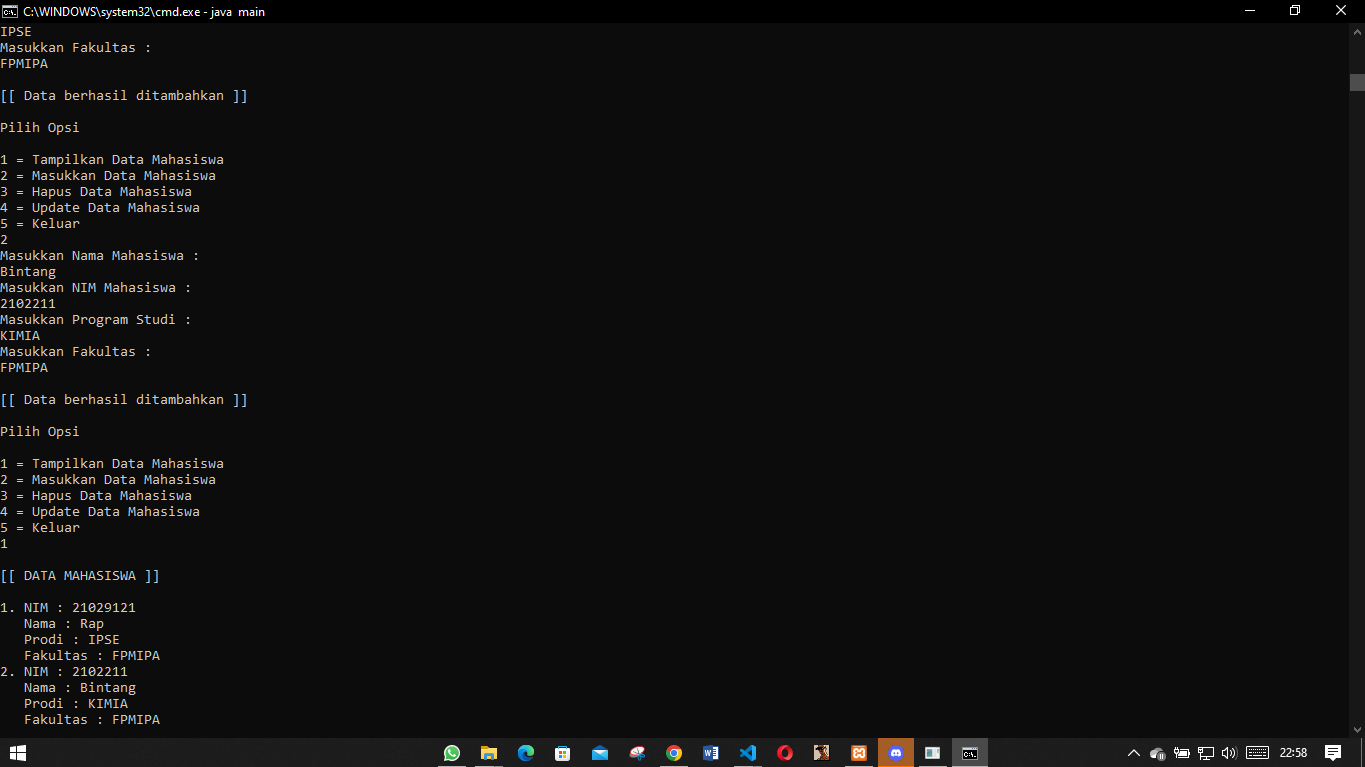 C:\WINDOWS\system32\cmd.exe - java  main
IPSE
Masukkan Fakultas :
FPMIPA
[[ Data berhasil ditambahkan ]]
Pilih Opsi
1 = Tampilkan Data Mahasiswa
2 = Masukkan Data Mahasiswa
3 = Hapus Data Mahasiswa
4 = Update Data Mahasiswa
5 = Keluar
2
Masukkan Nama Mahasiswa :
Bintang
Masukkan NIM Mahasiswa :
2102211
Masukkan Program Studi :
KIMIA
Masukkan Fakultas :
FPMIPA
[[ Data berhasil ditambahkan ]]
Pilih Opsi
1 = Tampilkan Data Mahasiswa
2 = Masukkan Data Mahasiswa
3 = Hapus Data Mahasiswa
4 = Update Data Mahasiswa
5 = Keluar
1
[[ DATA MAHASISWA ]]
1. NIM : 21029121
   Nama : Rap
   Prodi : IPSE
   Fakultas : FPMIPA
2. NIM : 2102211
   Nama : Bintang
   Prodi : KIMIA
   Fakultas : FPMIPA
22:58